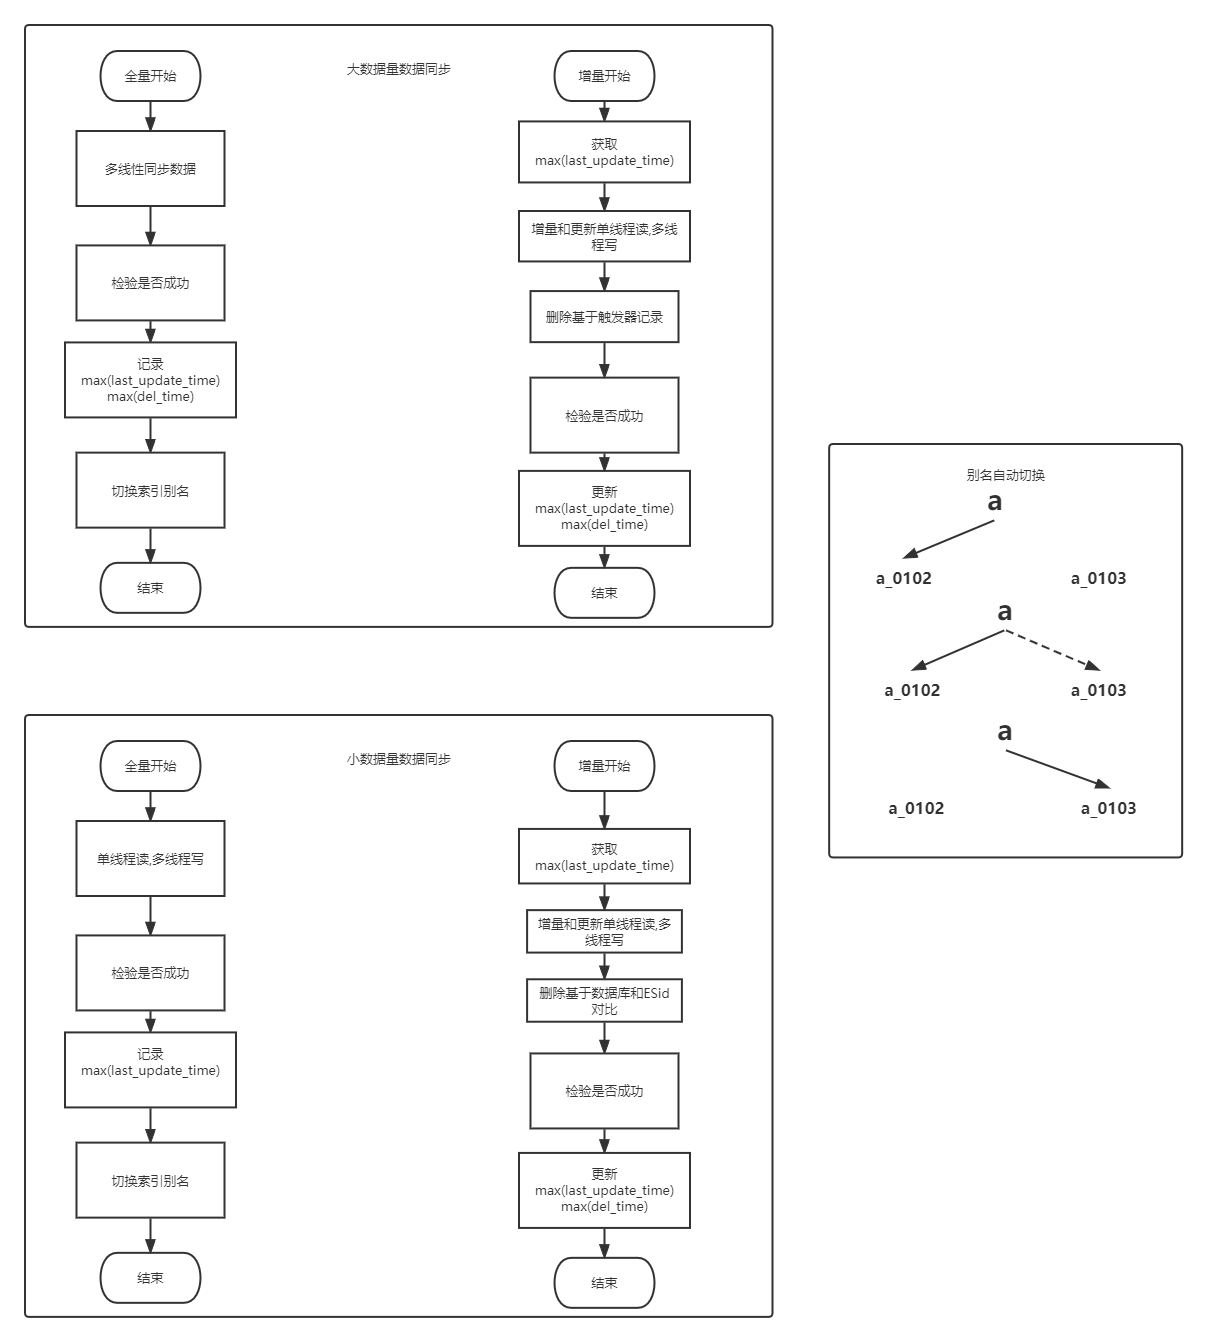 大数据量数据同步
全量开始
多线性同步数据
检验是否成功
记录
max(last_update_time)
max(del_time)
切换索引别名
结束
增量开始
获取
max(last_update_time)
增量和更新单线程读,多线
程写
删除基于触发器记录
检验是否成功
更新
max(last_update_time)
max(del_time)
结束
别名自动切换
a
a_0102
a_0103
a
a_0102
a_0103
a
a_0102
a_0103
小数据量数据同步
全量开始
单线程读,多线程写
检验是否成功
记录
max(last_update_time)
切换索引别名
结束
增量开始
获取
max(last_update_time)
增量和更新单线程读,多
线程写
删除基于数据库和ESid
对比
检验是否成功
更新
max(last_update_time)
max(del_time)
结束